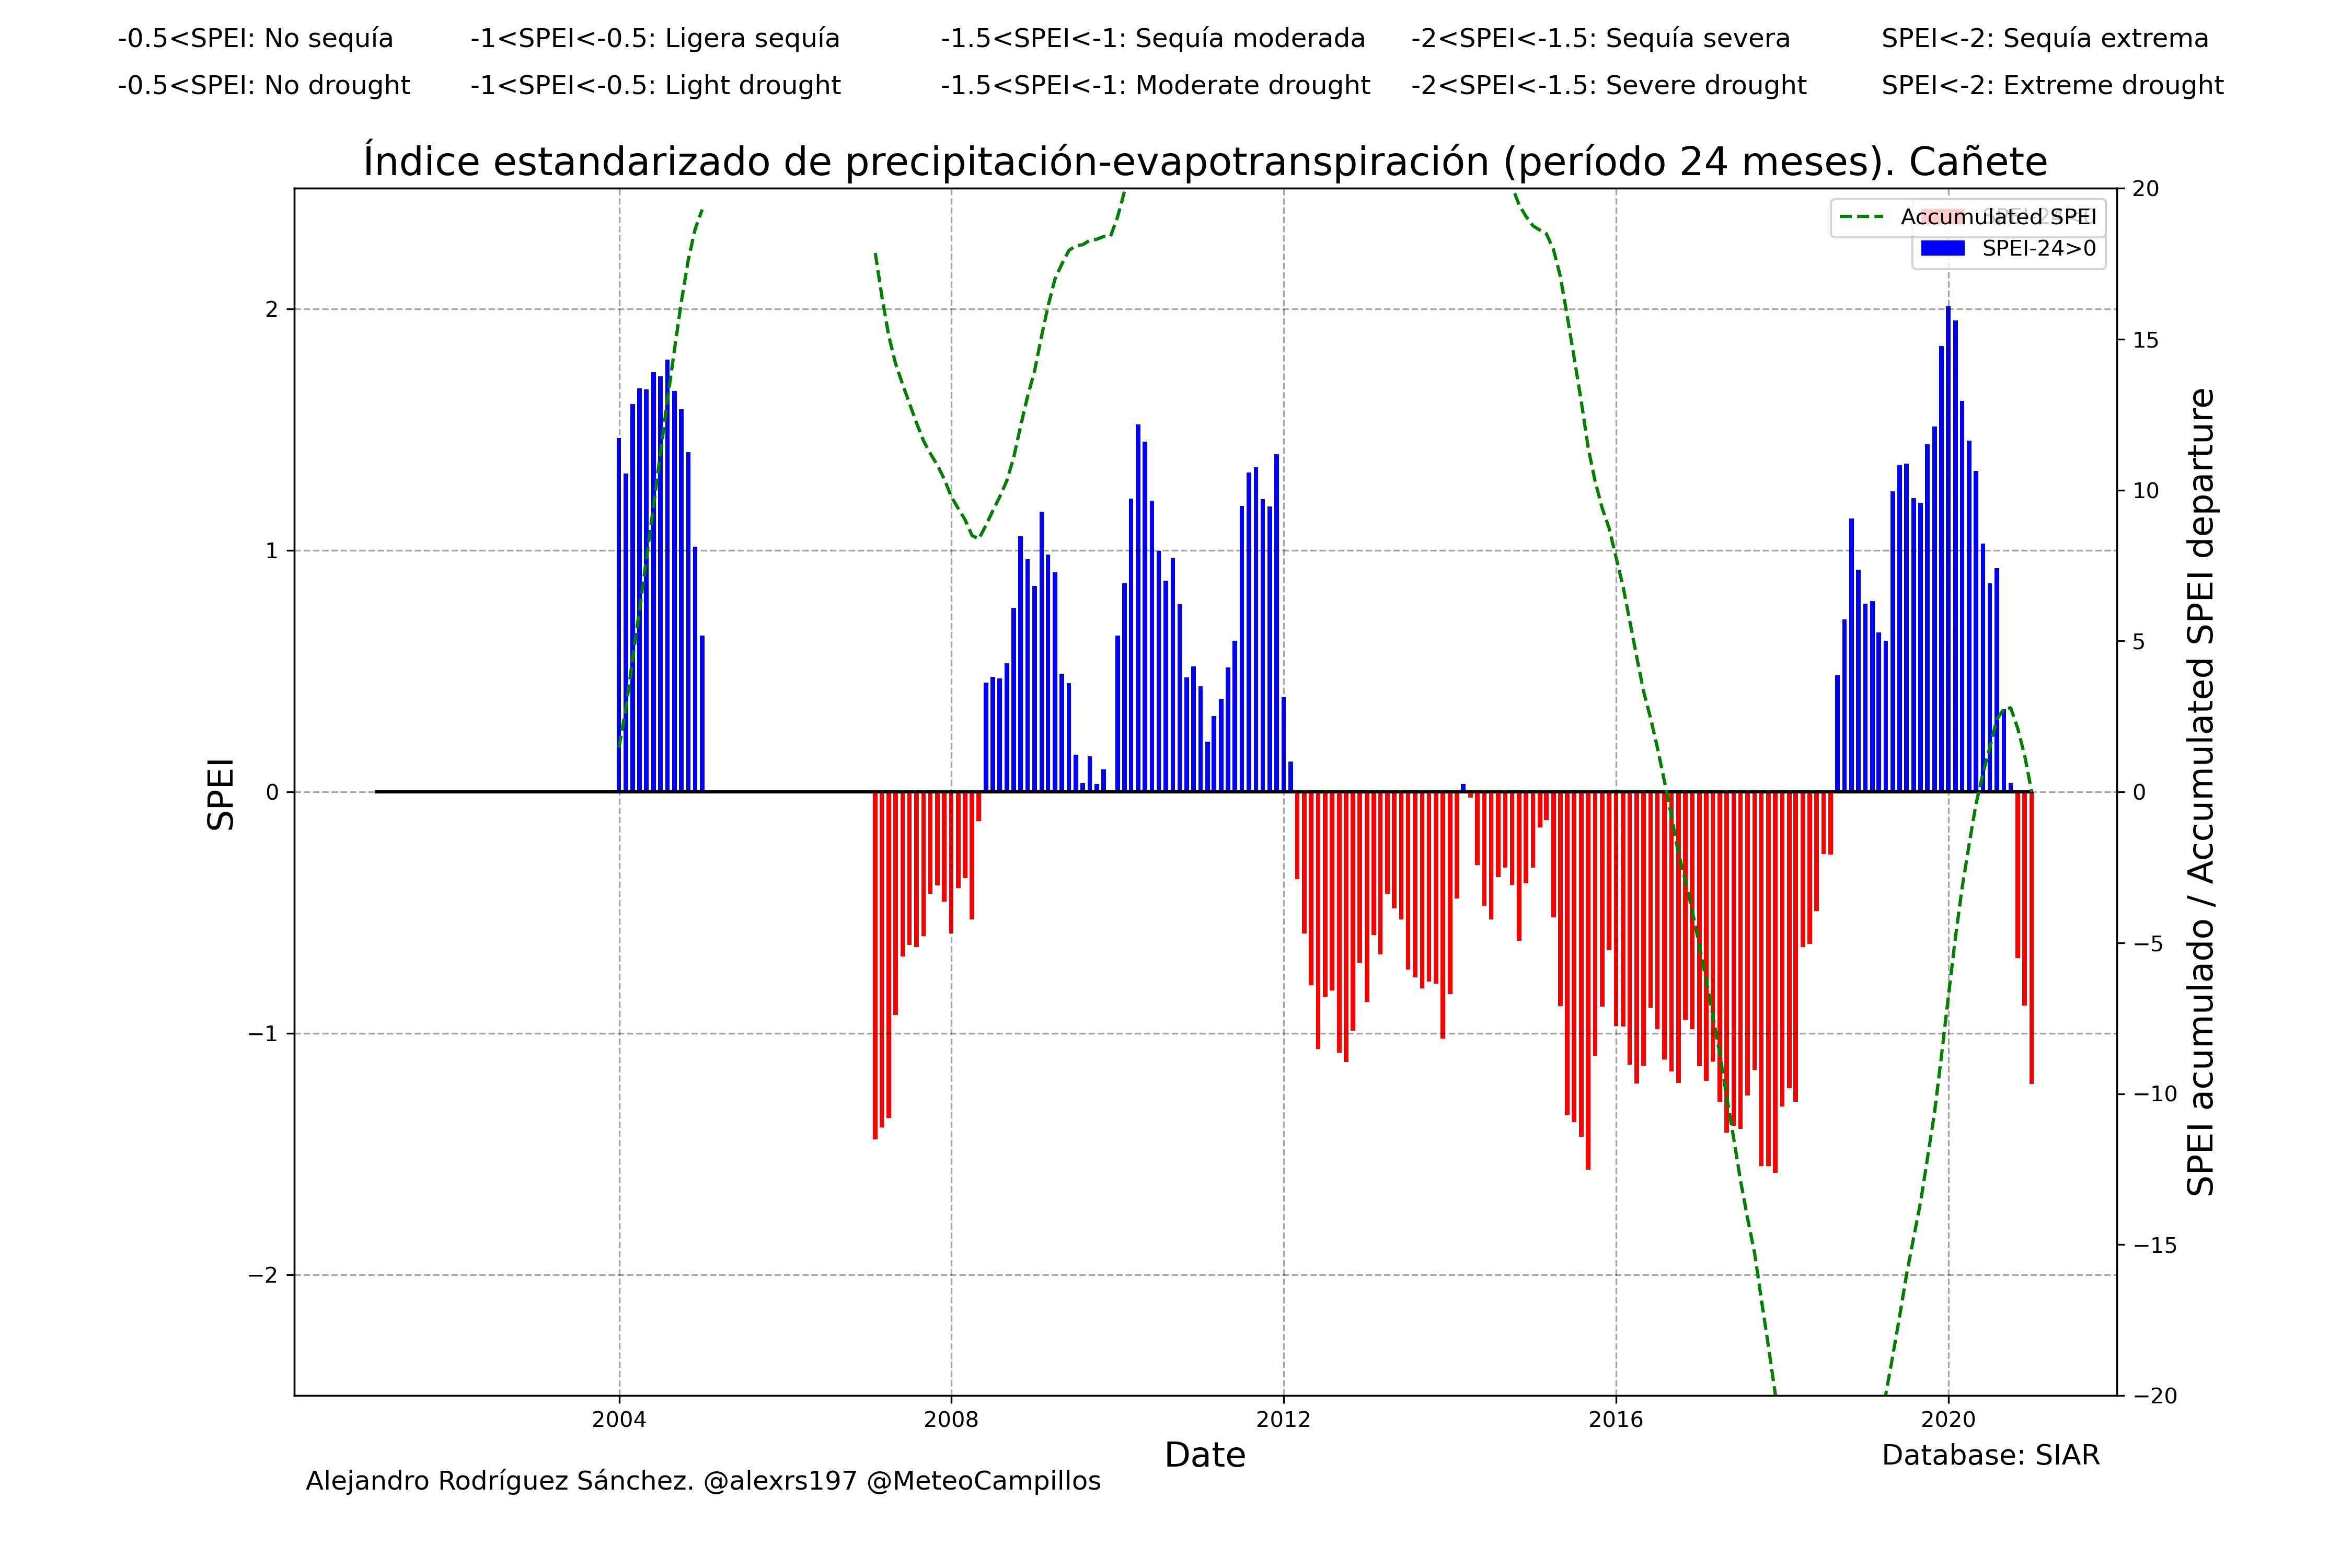 -0.5<SPEI: No sequía -1<SPEI<-0.5: Ligera sequía -1.5<SPEI<-1: Sequía moderada -2<SPEI<-1.5: Sequía severa SPEI<-2: Sequía extrema
-0.5<SPEI: No drought -1<SPEI<-0.5: Light drought -1.5<SPEI<-1: Moderate drought -2<SPEI<-1.5: Severe drought SPEI<-2: Extreme drought
Índice estandarizado de precipitación-evapotranspiración (período 24 meses). Cañete
Accumulated SPEI
SPEI-24>0
SPEI
2
1
0
−1
−2
20
15
10
5
0
−5
−10
−15
−20
SPEI acumulado / Accumulated SPEI departure
2004 2008 2012 2016 2020
Date
Database: SIAR
Alejandro Rodríguez Sánchez. @alexrs197 @MeteoCampillos